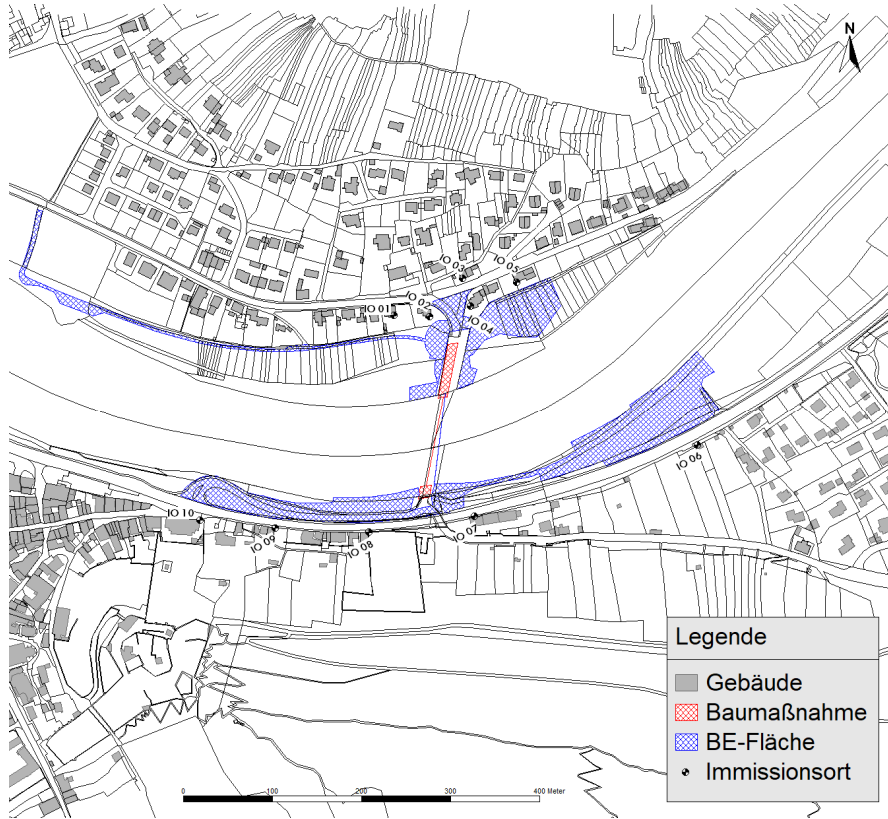 N
IO 03
IO 05
IO 02
IO 01
IO 04
IO 06
IO 10
IO 07
IO 09
IO 08
Legende
Gebäude
Baumaßnahme
BE-Fläche
Immissionsort
0 100 200 300 400 Meter